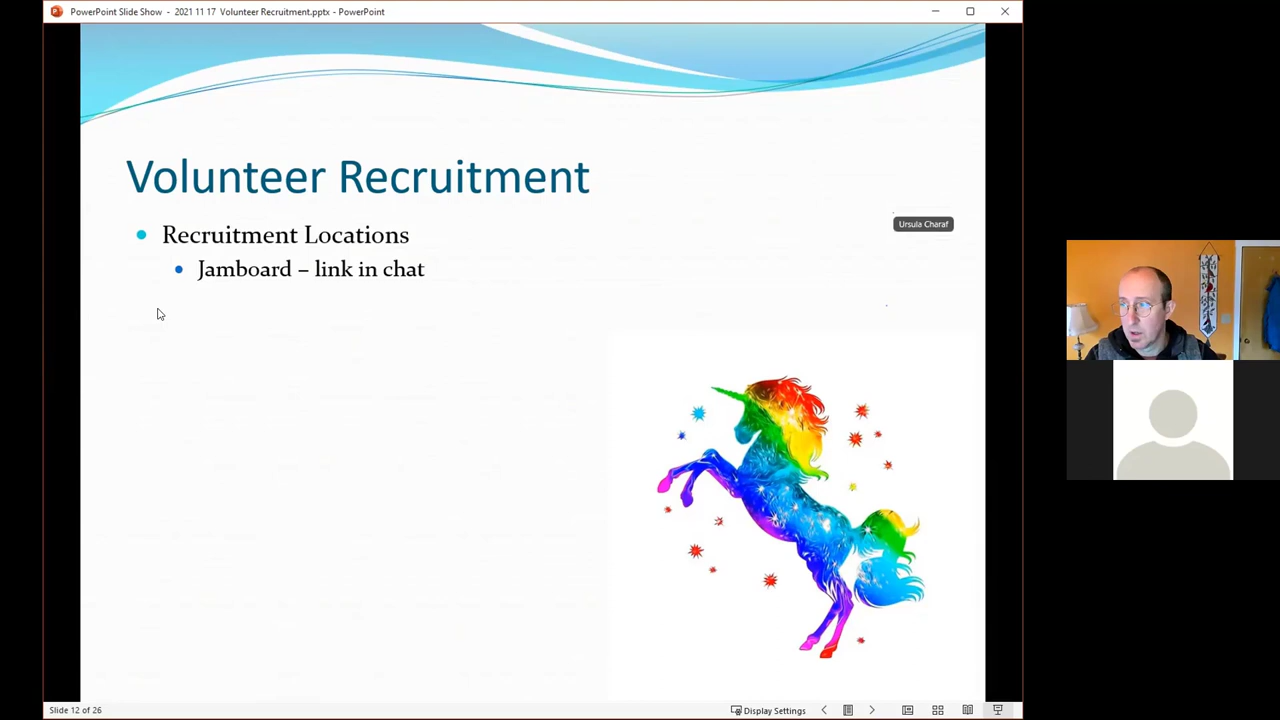 PowerPoint Slide Show - 2021 11 17 Volunteer Recruitment.pptx - PowerPoint
Volunteer Recruitment
Recruitment Locations
Jamboard – link in chat
Ursula Charaf
Slide 12 of 26
Display Settings